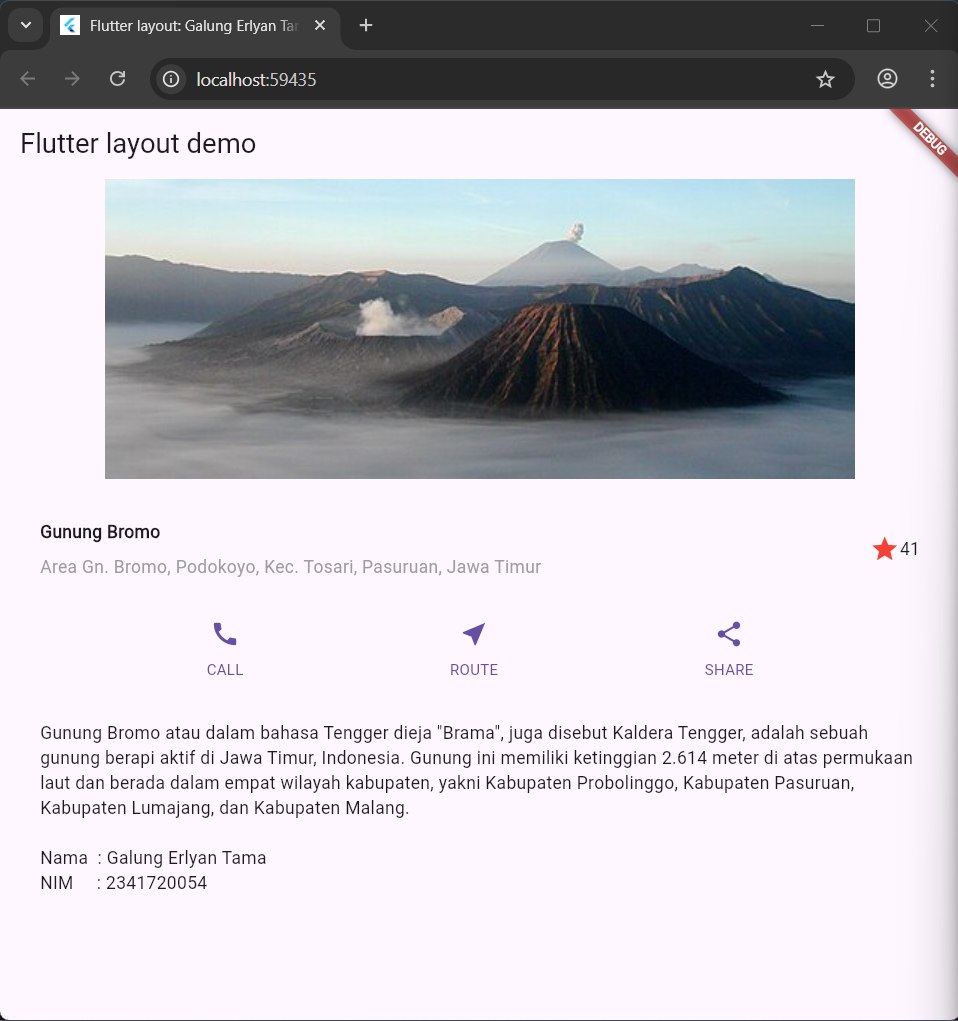 Flutter layout: Galung Erlyan Tar
localhost:59435
Flutter layout demo
DEBUG
Gunung Bromo
Area Gn. Bromo, Podokoyo, Kec. Tosari, Pasuruan, Jawa Timur
41
CALL
ROUTE
SHARE
Gunung Bromo atau dalam bahasa Tengger dieja "Brama", juga disebut Kaldera Tengger, adalah sebuah
gunung berapi aktif di Jawa Timur, Indonesia. Gunung ini memiliki ketinggian 2.614 meter di atas permukaan
laut dan berada dalam empat wilayah kabupaten, yakni Kabupaten Probolinggo, Kabupaten Pasuruan,
Kabupaten Lumajang, dan Kabupaten Malang.
Nama : Galung Erlyan Tama
NIM : 2341720054